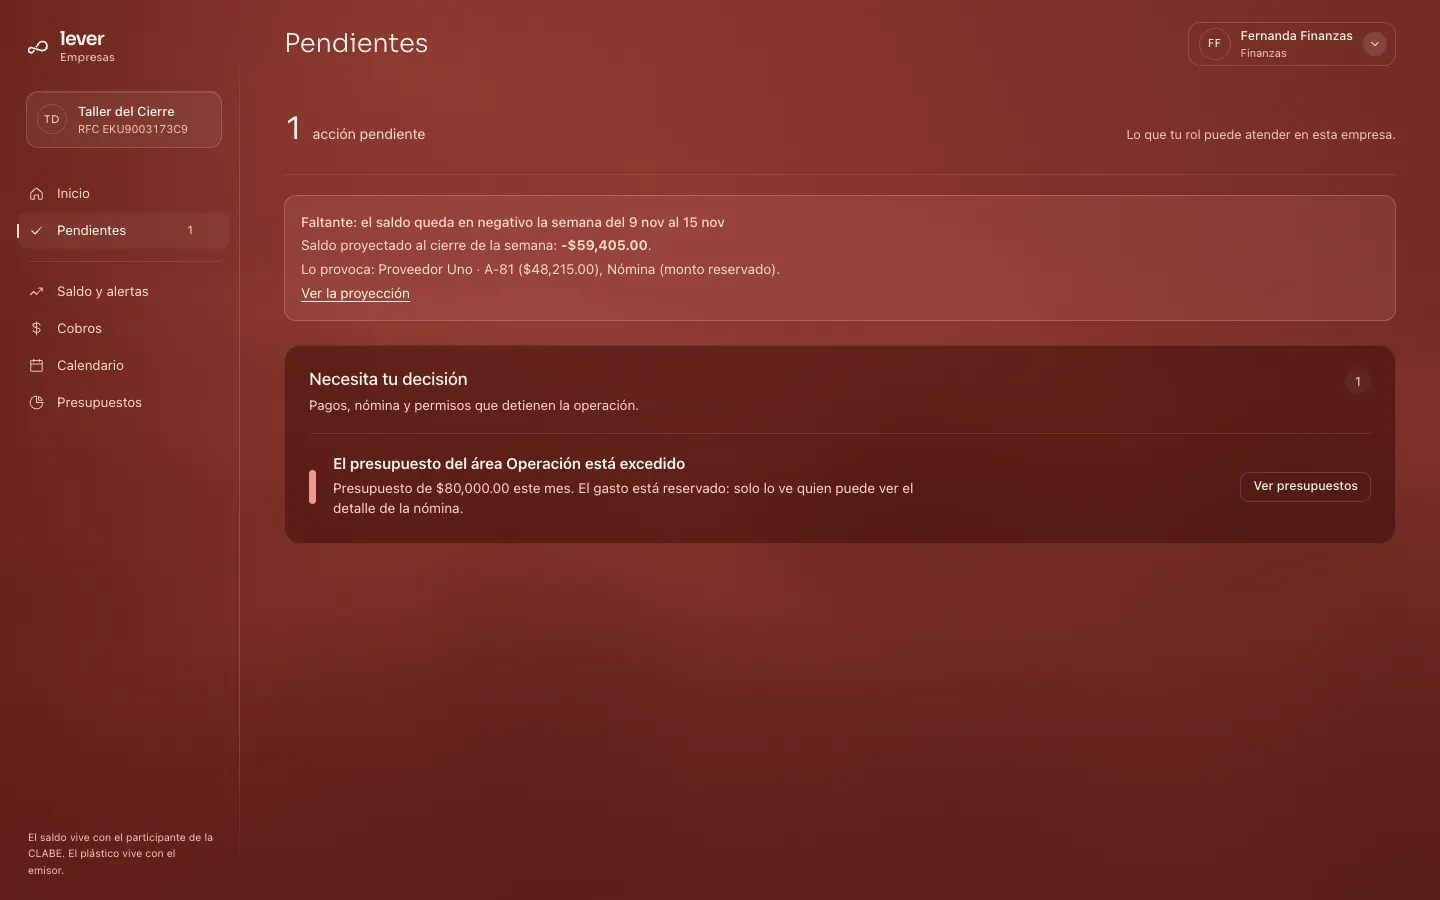 lever
Empresas
TD
Taller del Cierre
RFC EKU9003173C9
Inicio
Pendientes 1
Saldo y alertas
Cobros
Calendario
Presupuestos
El saldo vive con el participante de la
CLABE. El plástico vive con el
emisor.
Pendientes
FF
Fernanda Finanzas
Finanzas
1 acción pendiente
Lo que tu rol puede atender en esta empresa.
Faltante: el saldo queda en negativo la semana del 9 nov al 15 nov
Saldo proyectado al cierre de la semana: -$59,405.00.
Lo provoca: Proveedor Uno · A-81 ($48,215.00), Nómina (monto reservado).
Ver la proyección
Necesita tu decisión
1
Pagos, nómina y permisos que detienen la operación.
El presupuesto del área Operación está excedido
Presupuesto de $80,000.00 este mes. El gasto está reservado: solo lo ve quien puede ver el
detalle de la nómina.
Ver presupuestos